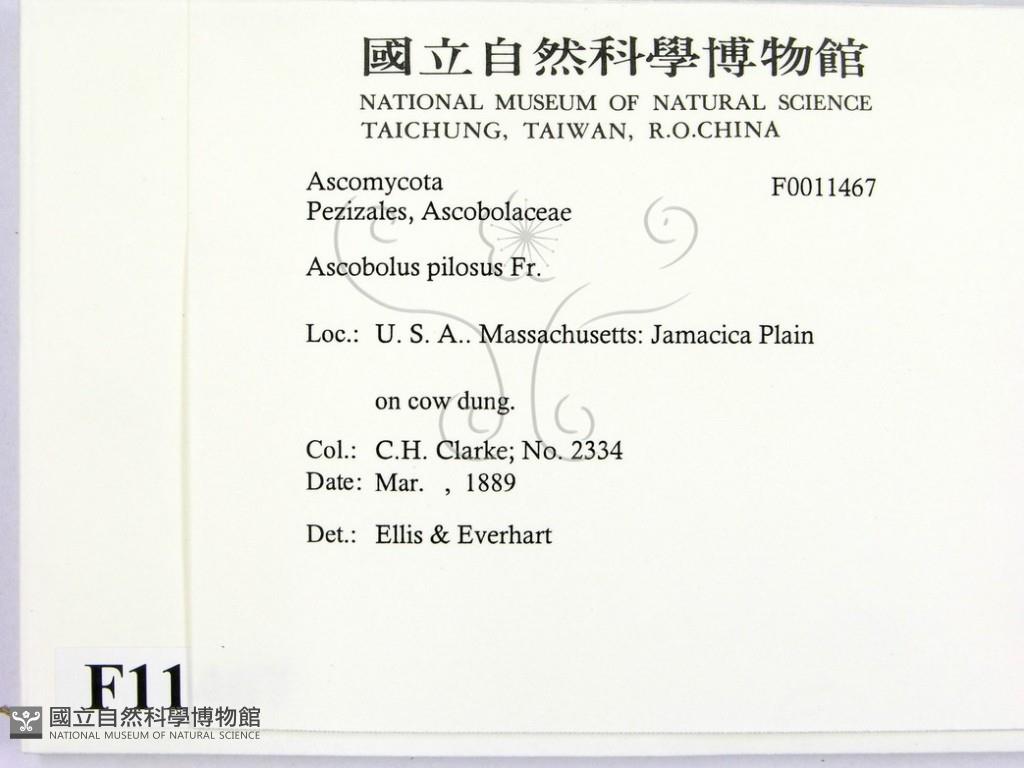 國立自然科學博物館
NATIONAL MUSEUM OF NATURAL SCIENCE
TAICHUNG, TAIWAN, R.O.CHINA
Ascomycota F0011467
Pezizales, Ascobolaceae
Ascobolus pilosus Fr.
Loc.: U. S. A.. Massachusetts: Jamacica Plain
on cow dung.
Col.: C.H. Clarke; No. 2334
Date: Mar. , 1889
Det.: Ellis & Everhart
F11
國立自然科學博物館
NATIONAL MUSEUM OF NATURAL SCIENCE